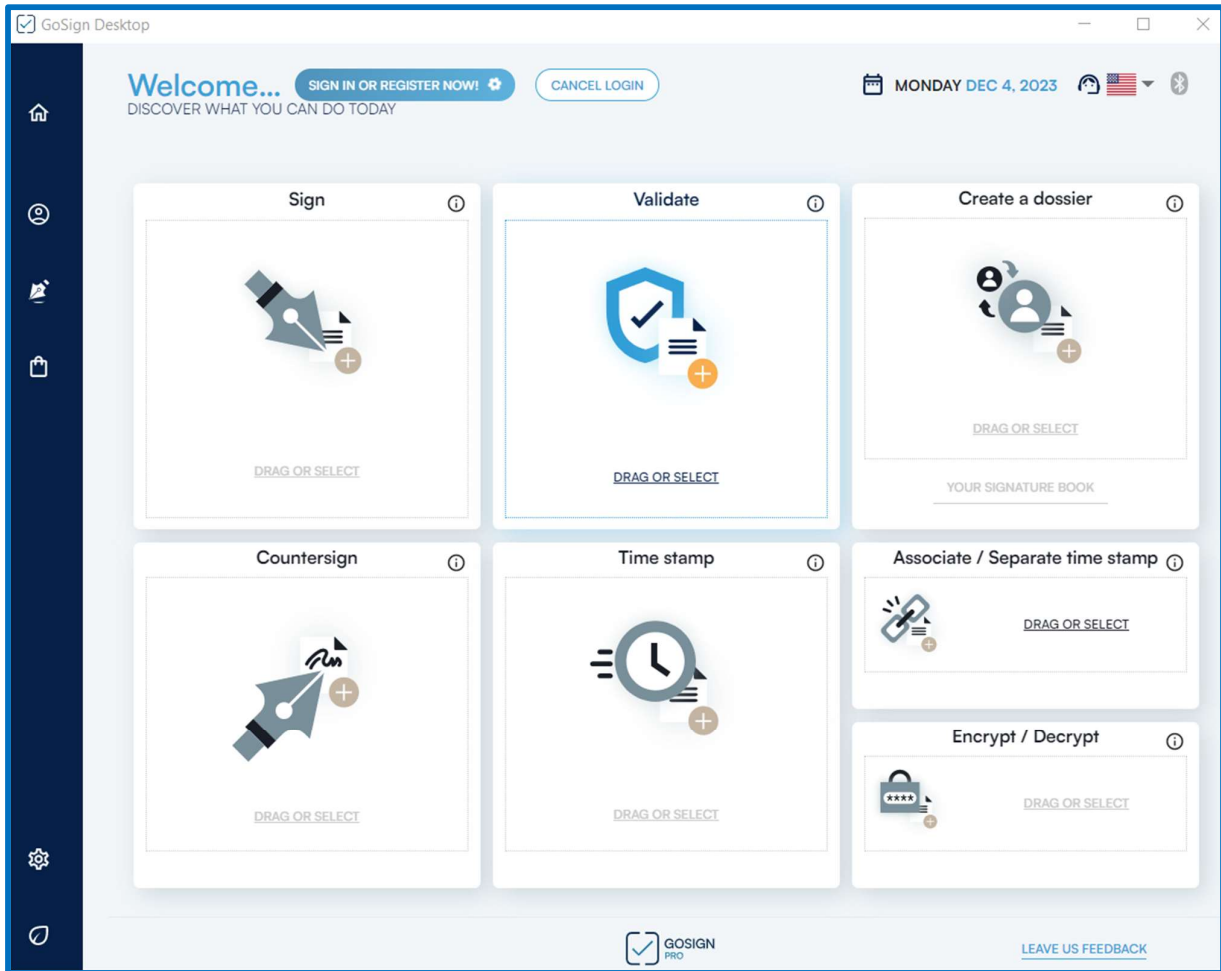 GoSign Desktop
Welcome...
SIGN IN OR REGISTER NOW!
CANCEL LOGIN
MONDAY DEC 4, 2023
DISCOVER WHAT YOU CAN DO TODAY
Sign
DRAG OR SELECT
Validate
DRAG OR SELECT
Create a dossier
DRAG OR SELECT
YOUR SIGNATURE BOOK
Countersign
DRAG OR SELECT
Time stamp
DRAG OR SELECT
Associate / Separate time stamp
DRAG OR SELECT
Encrypt / Decrypt
****
DRAG OR SELECT
GOSIGN
PRO
LEAVE US FEEDBACK